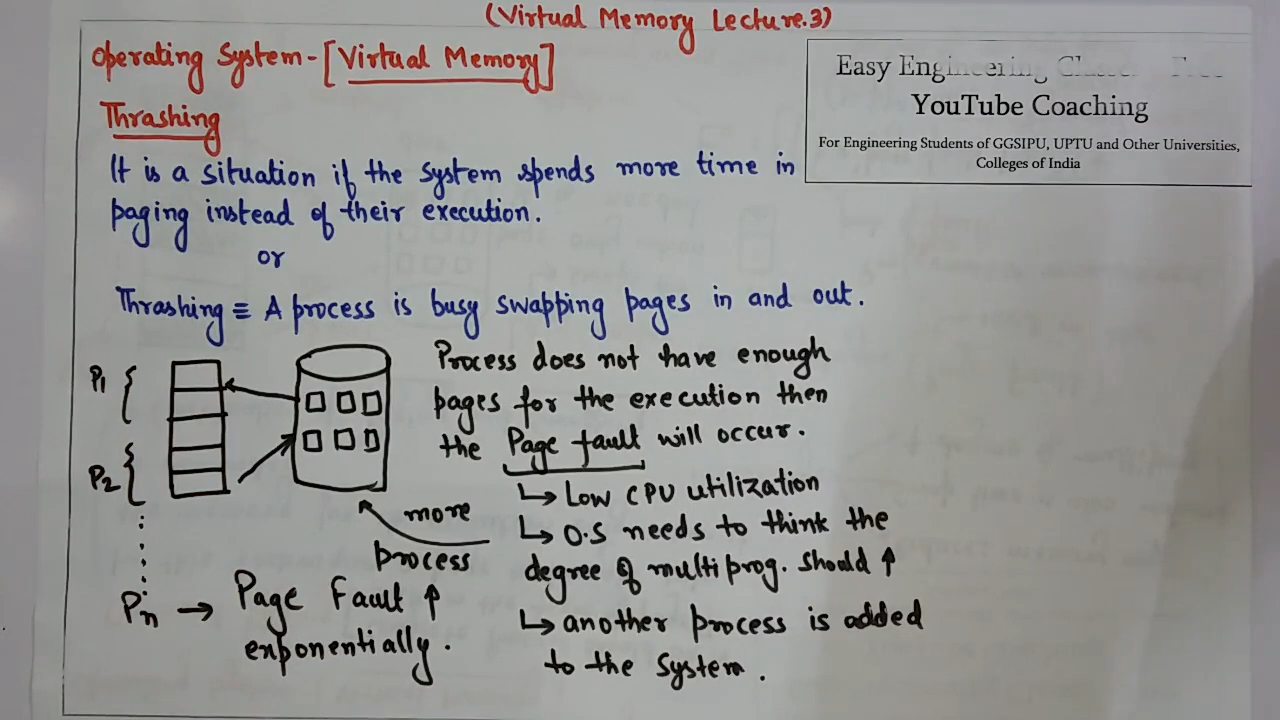 (Virtual Memory Lecture.3)
Operating System - [Virtual Memory]
Easy Engineering Classes Free
YouTube Coaching
For Engineering Students of GGSIPU, UPTU and Other Universities,
Colleges of India
Thrashing
It is a situation if the system spends more time in
paging instead of their execution.
or
Thrashing ≡ A process is busy swapping pages in and out.
P1 {
P2 {
Pn → Page Fault ↑
exponentially.
more
process
Process does not have enough
pages for the execution then
the Page fault will occur.
↳ Low CPU utilization
↳ O.S needs to think the
degree of multiprog. should ↑
↳ another process is added
to the System.